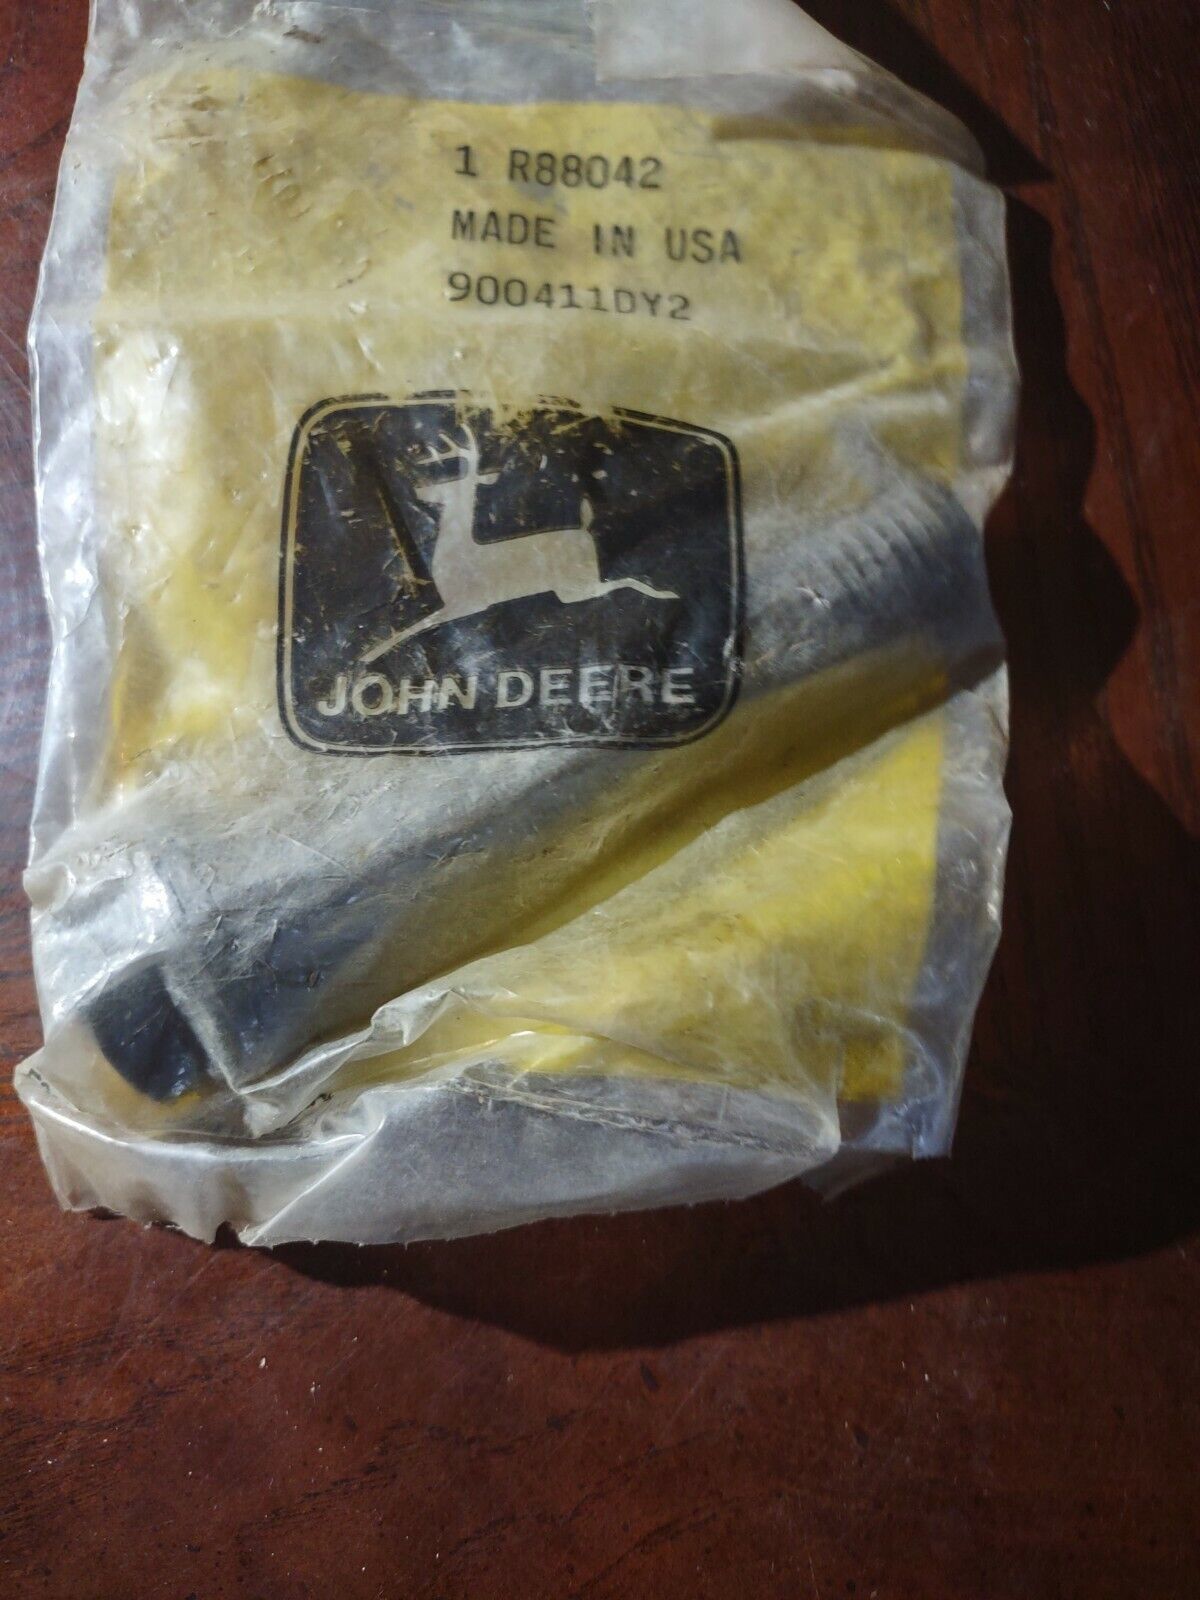 1 R88042
MADE IN USA
900411DY2
JOHN DEERE